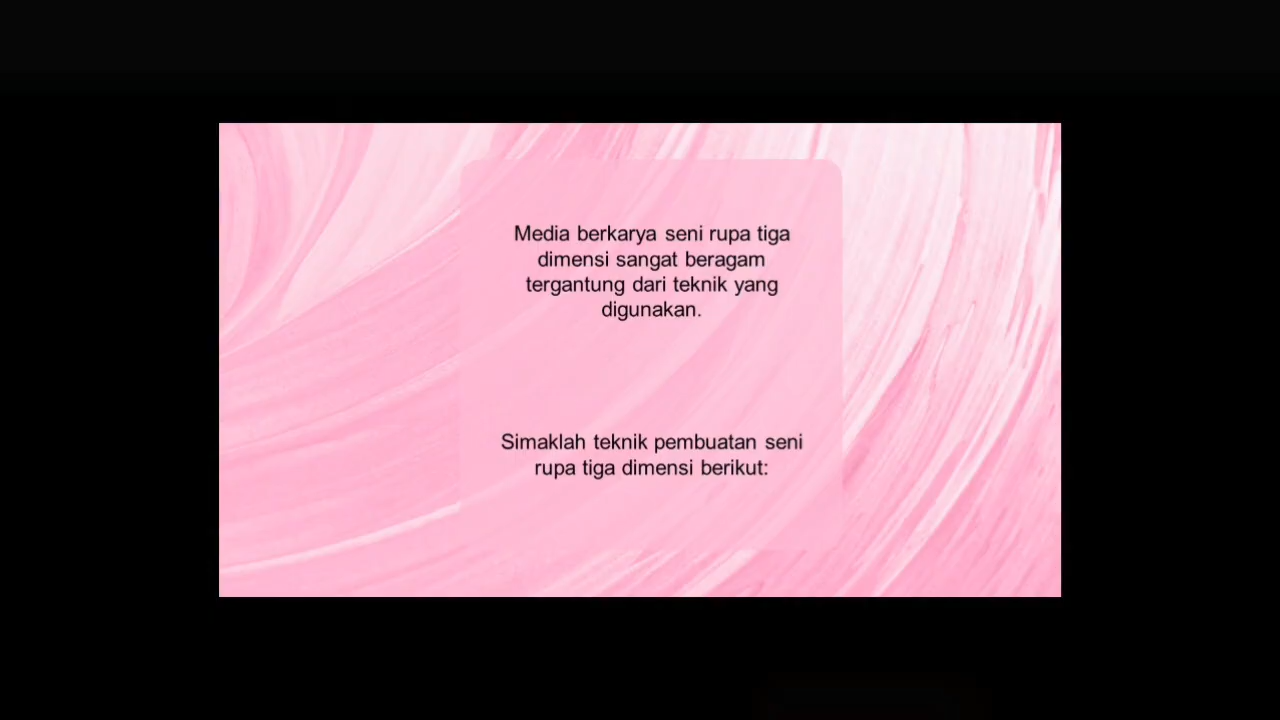 Media berkarya seni rupa tiga
dimensi sangat beragam
tergantung dari teknik yang
digunakan.
Simaklah teknik pembuatan seni
rupa tiga dimensi berikut: